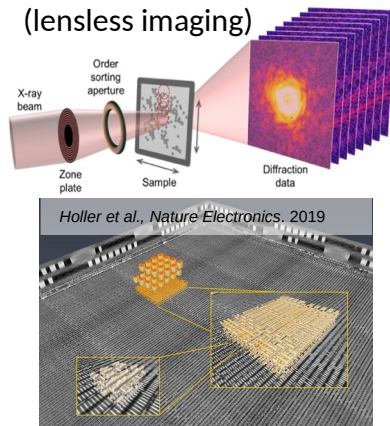 (lensless imaging)
Order
sorting
aperture
X-ray
beam
Zone
plate
Sample
Diffraction
data
Holler et al., Nature Electronics. 2019